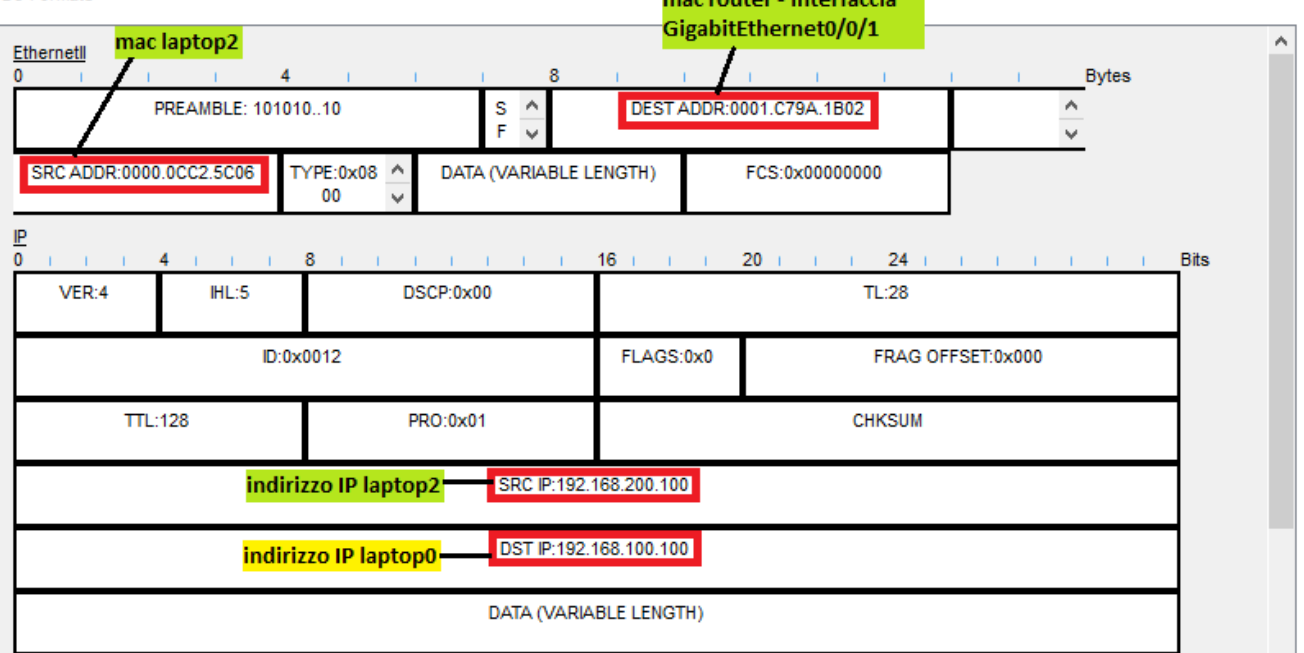 mac router - interfaccia
GigabitEthernet0/0/1
mac laptop2
EthernetII
0 4 8 Bytes
PREAMBLE: 101010..10
S
F
DEST ADDR:0001.C79A.1B02
SRC ADDR:0000.0CC2.5C06
TYPE:0x08
00
DATA (VARIABLE LENGTH)
FCS:0x00000000
IP
0 4 8 16 20 24 Bits
VER:4 IHL:5 DSCP:0x00 TL:28
ID:0x0012 FLAGS:0x0 FRAG OFFSET:0x000
TTL:128 PRO:0x01 CHKSUM
indirizzo IP laptop2 SRC IP:192.168.200.100
indirizzo IP laptop0 DST IP:192.168.100.100
DATA (VARIABLE LENGTH)